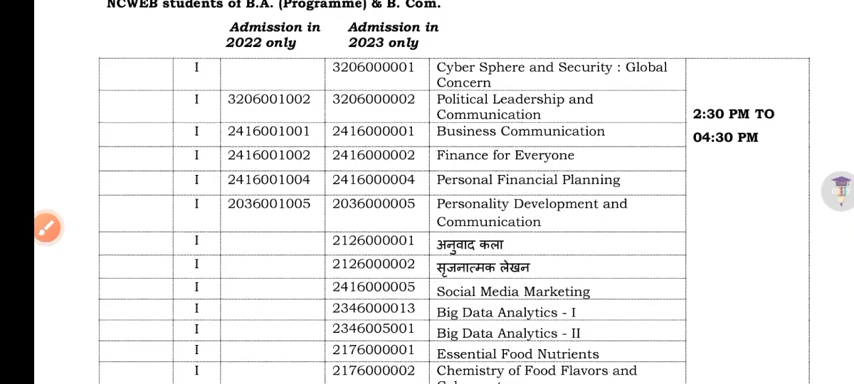 NCWEB students of B.A. (Programme) & B. Com.
Admission in 2022 only Admission in 2023 only
I 3206000001 Cyber Sphere and Security : Global Concern
I 3206001002 3206000002 Political Leadership and Communication
2:30 PM TO 04:30 PM
I 2416001001 2416000001 Business Communication
I 2416001002 2416000002 Finance for Everyone
I 2416001004 2416000004 Personal Financial Planning
I 2036001005 2036000005 Personality Development and Communication
I 2126000001 अनुवाद कला
I 2126000002 सृजनात्मक लेखन
I 2416000005 Social Media Marketing
I 2346000013 Big Data Analytics - I
I 2346005001 Big Data Analytics - II
I 2176000001 Essential Food Nutrients
I 2176000002 Chemistry of Food Flavors and